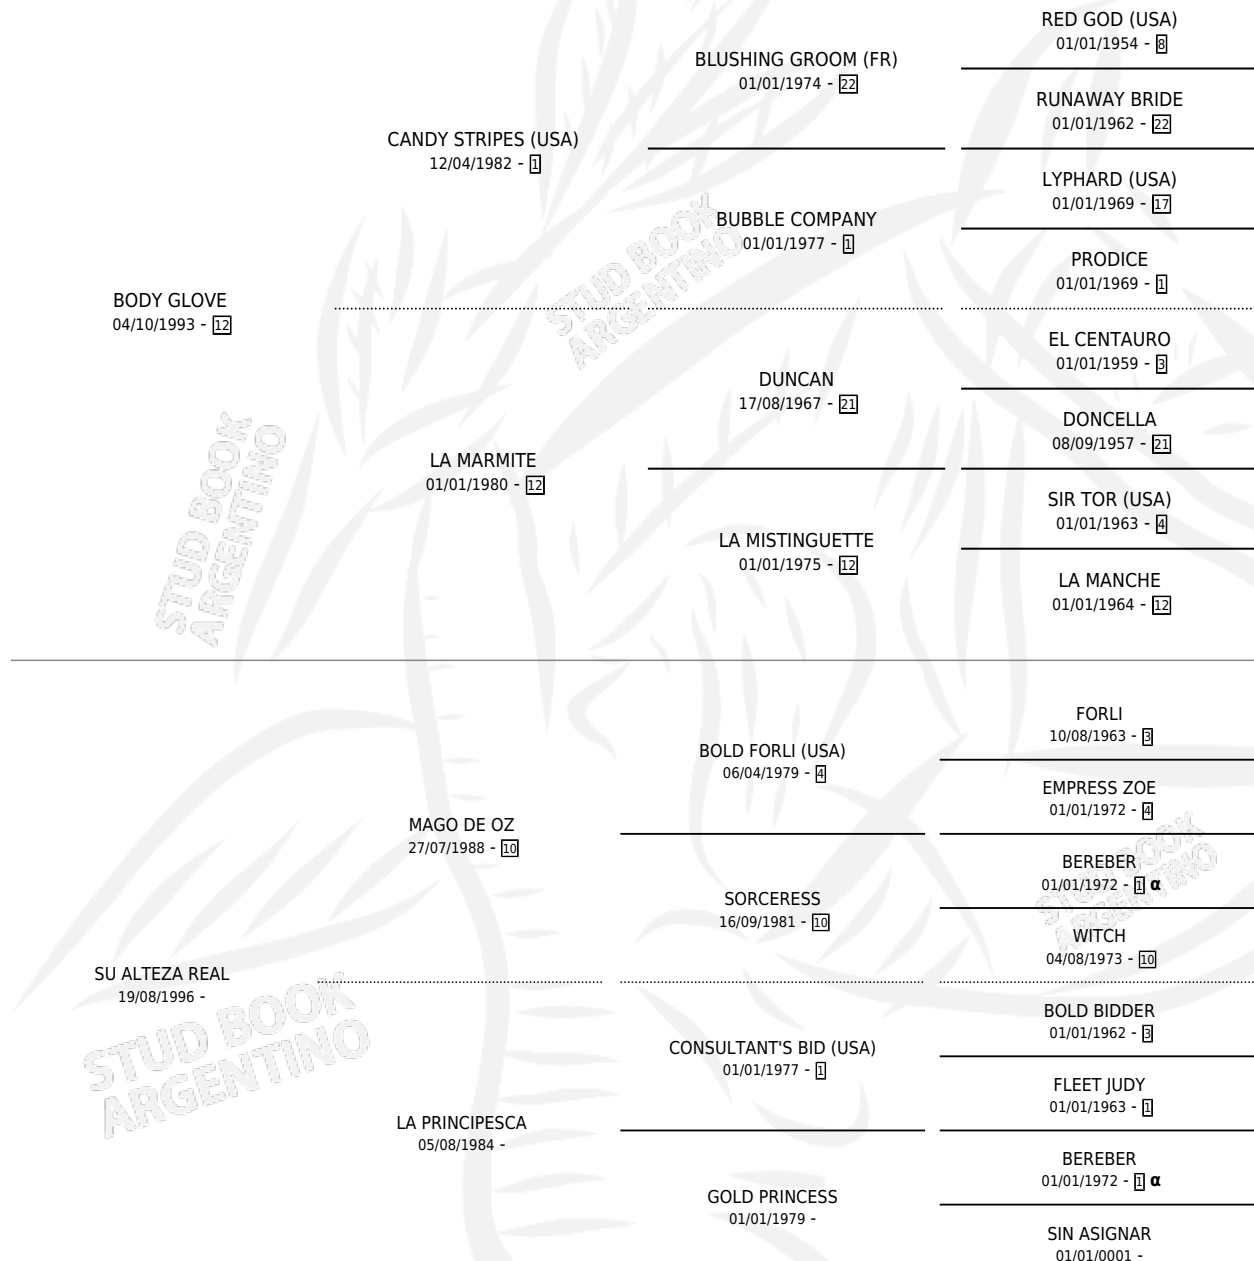 RED GOD (USA)
01/01/1954 - 8
BLUSHING GROOM (FR)
01/01/1974 - 22
RUNAWAY BRIDE
01/01/1962 - 22
CANDY STRIPES (USA)
12/04/1982 - 1
LYPHARD (USA)
01/01/1969 - 17
BUBBLE COMPANY
01/01/1977 - 1
PRODICE
01/01/1969 - 1
BODY GLOVE
04/10/1993 - 12
EL CENTAURO
01/01/1959 - 3
DUNCAN
17/08/1967 - 21
DONCELLA
08/09/1957 - 21
LA MARMITE
01/01/1980 - 12
SIR TOR (USA)
01/01/1963 - 4
LA MISTINGUETTE
01/01/1975 - 12
LA MANCHE
01/01/1964 - 12
FORLI
10/08/1963 - 3
BOLD FORLI (USA)
06/04/1979 - 4
EMPRESS ZOE
01/01/1972 - 4
MAGO DE OZ
27/07/1988 - 10
BEREBER
01/01/1972 - 1 α
SORCERESS
16/09/1981 - 10
WITCH
04/08/1973 - 10
SU ALTEZA REAL
19/08/1996 -
BOLD BIDDER
01/01/1962 - 3
CONSULTANT'S BID (USA)
01/01/1977 - 1
FLEET JUDY
01/01/1963 - 1
LA PRINCIPESCA
05/08/1984 -
BEREBER
01/01/1972 - 1 α
GOLD PRINCESS
01/01/1979 -
SIN ASIGNAR
01/01/0001 -
STUD BOOK
ARGENTINO
STUD BOOK
ARGENTINO
STUD BOOK
ARGENTINO
STUD BOOK
ARGENTINO